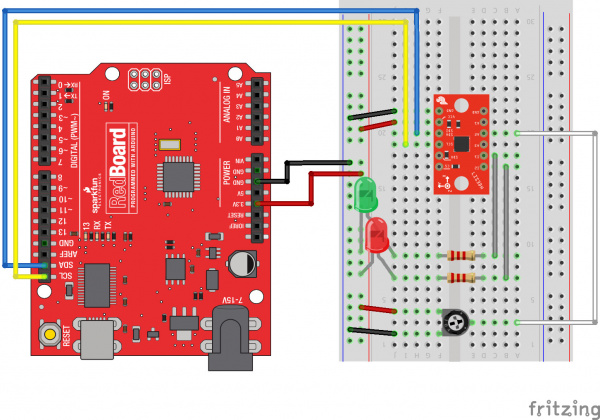 ISP
ON
RX
0
TX
1
2
3
4
5
6
7
DIGITAL (PWM~)
8
9
~10
~11
12
13
GND
AREF
SDA
SCL
ANALOG IN
A5
A4
A3
A2
A1
A0
POWER
VIN
GND
GND
5V
3.3V
RESET
IOREF
sparkfun
ELECTRONICS
RedBoard
PROGRAMMED WITH ARDUINO
13
RX
TX
RESET
7-15V
fritzing